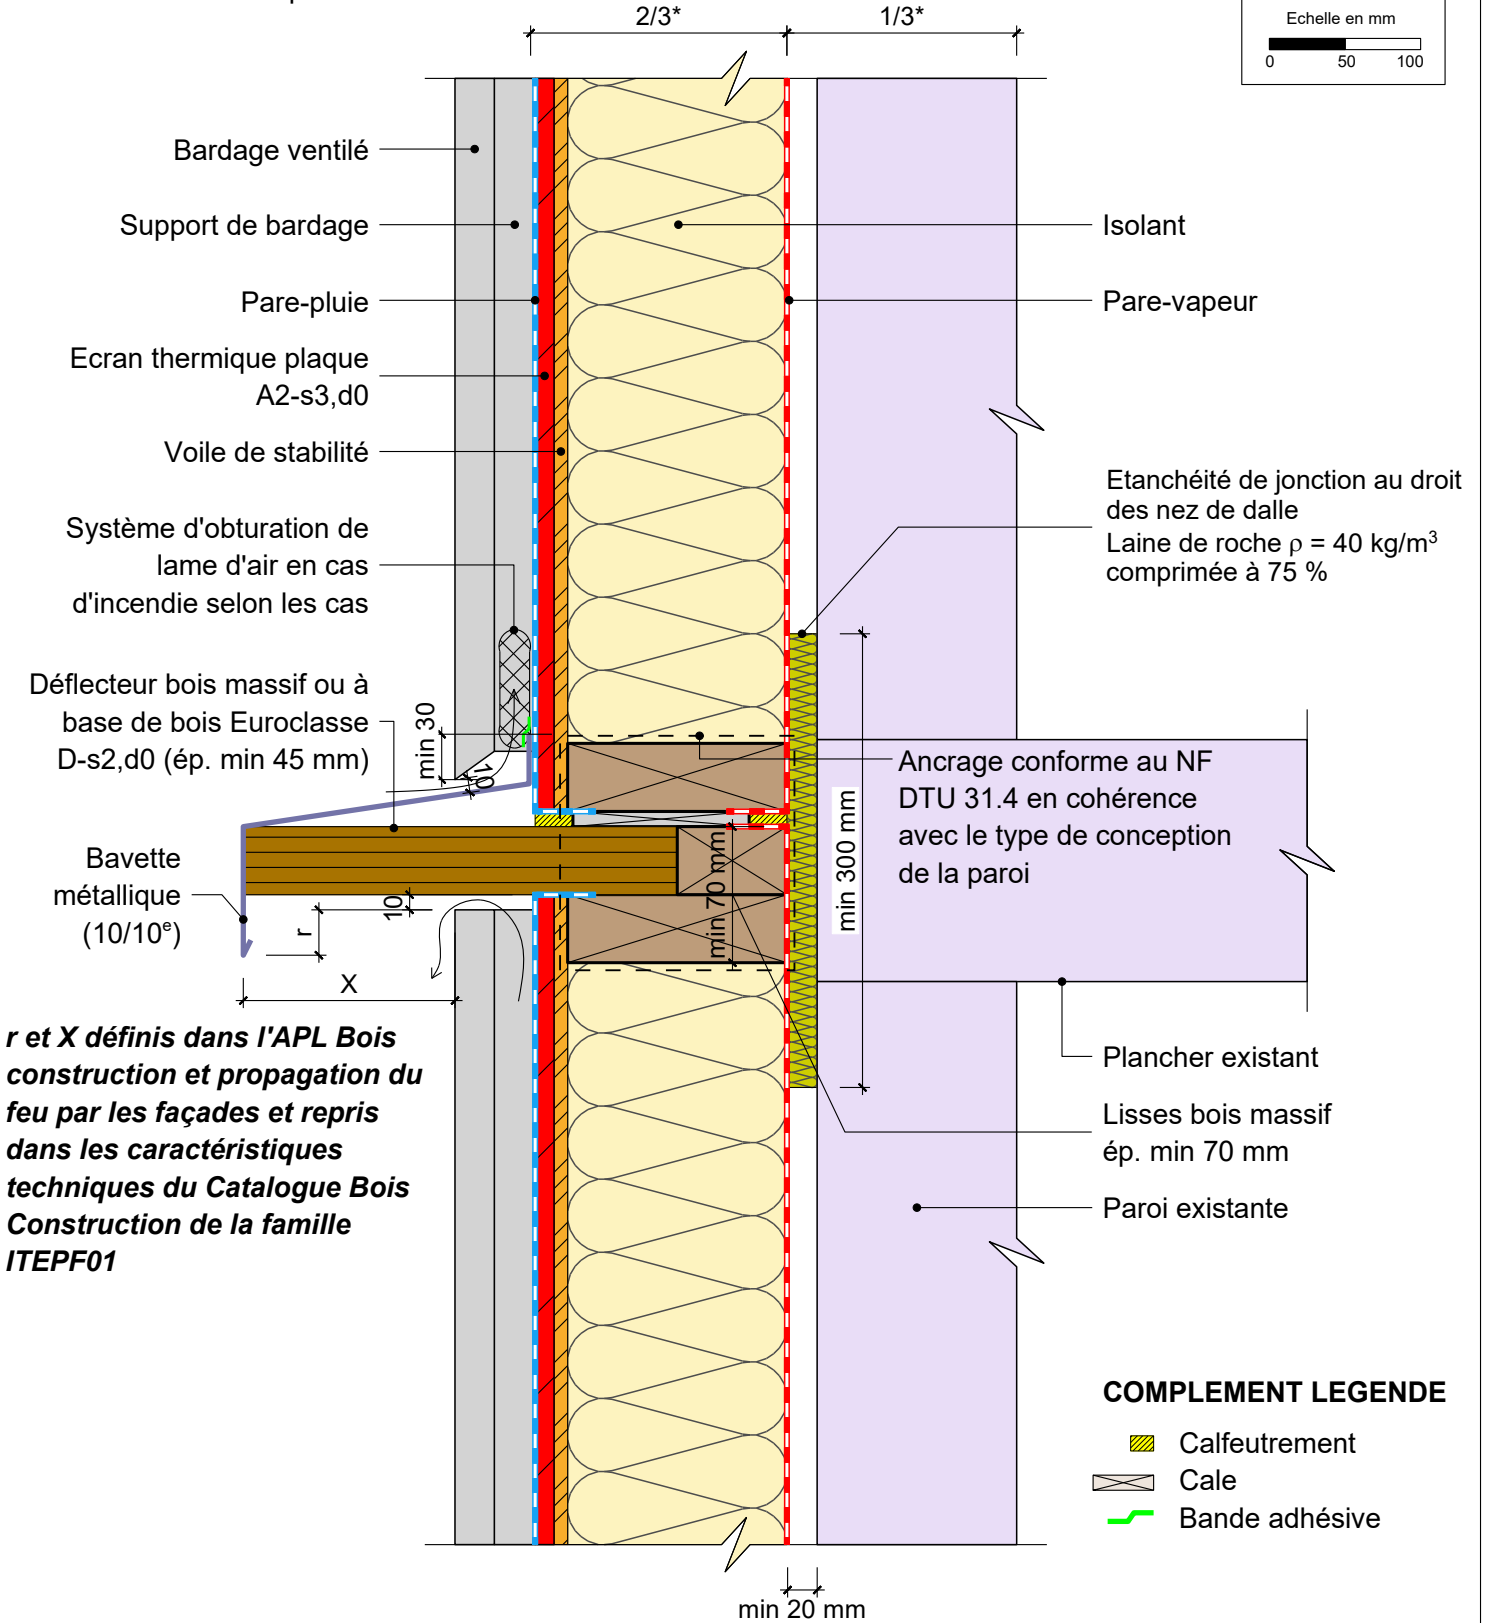 2/3*
1/3*
Echelle en mm
0 50 100
Bardage ventilé
Support de bardage
Pare-pluie
Ecran thermique plaque
A2-s3,d0
Voile de stabilité
Système d'obturation de
lame d'air en cas
d'incendie selon les cas
Déflecteur bois massif ou à
base de bois Euroclasse
D-s2,d0 (ép. min 45 mm)
Bavette
métallique
(10/10e)
min 30
10
10
r
X
r et X définis dans l'APL Bois
construction et propagation du
feu par les façades et repris
dans les caractéristiques
techniques du Catalogue Bois
Construction de la famille
ITEPF01
Isolant
Pare-vapeur
Etanchéité de jonction au droit
des nez de dalle
Laine de roche ρ = 40 kg/m³
comprimée à 75 %
Ancrage conforme au NF
DTU 31.4 en cohérence
avec le type de conception
de la paroi
min 70 mm
min 300 mm
Plancher existant
Lisses bois massif
ép. min 70 mm
Paroi existante
COMPLEMENT LEGENDE
Calfeutrement
Cale
Bande adhésive
min 20 mm